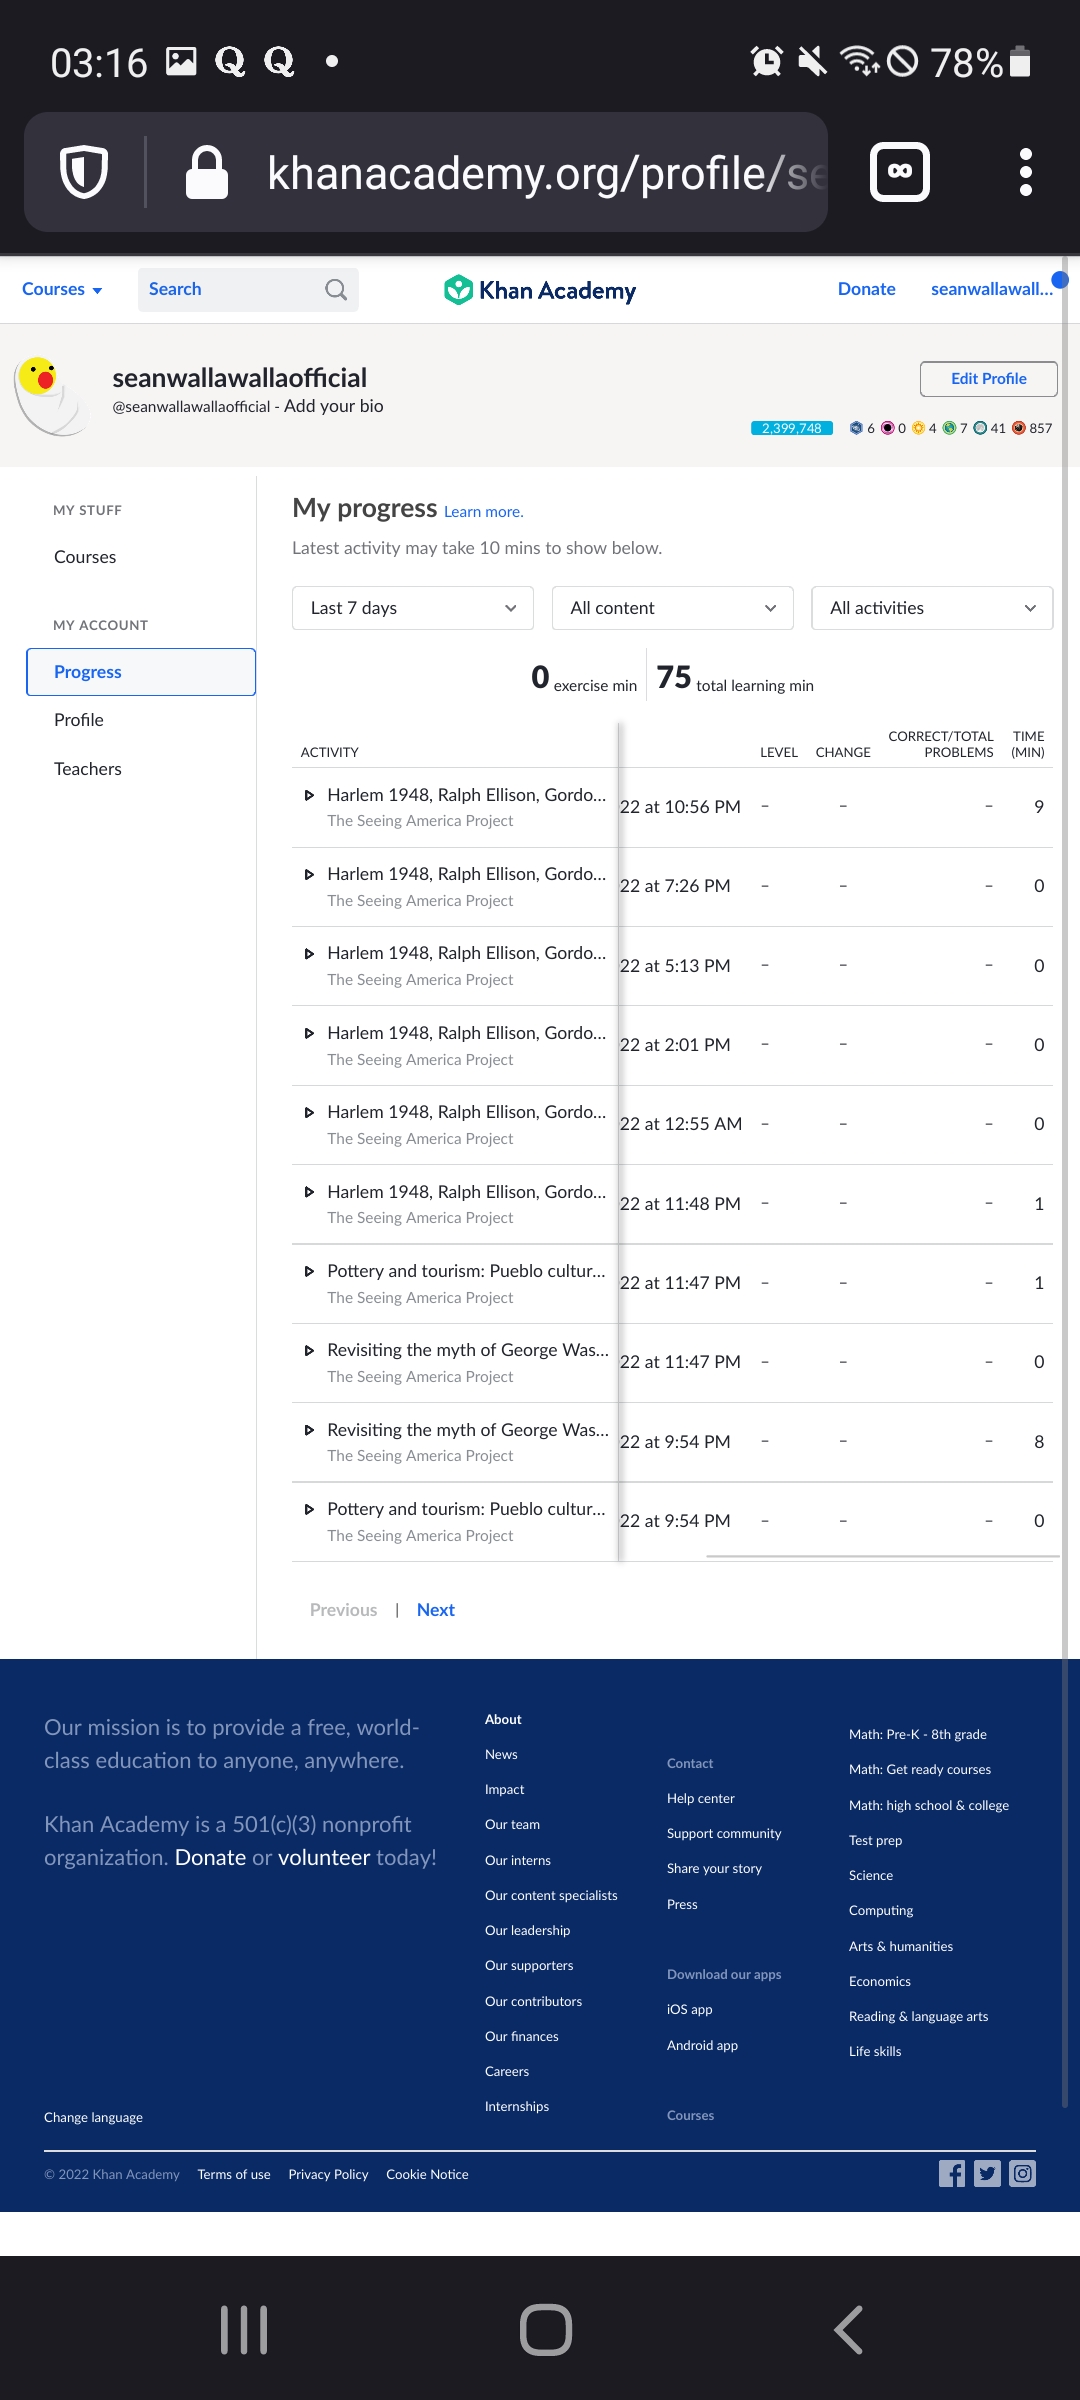 03:16
78%
khanacademy.org/profile/se
Courses
Search
Khan Academy
Donate
seanwallawall...
seanwallawallaofficial
@seanwallawallaofficial - Add your bio
Edit Profile
2,399,748 6 0 4 7 41 857
MY STUFF
Courses
MY ACCOUNT
Progress
Profile
Teachers
My progress Learn more.
Latest activity may take 10 mins to show below.
Last 7 days
All content
All activities
0 exercise min
75 total learning min
ACTIVITY LEVEL CHANGE CORRECT/TOTAL PROBLEMS TIME (MIN)
Harlem 1948, Ralph Ellison, Gordo... 22 at 10:56 PM – – – 9
The Seeing America Project
Harlem 1948, Ralph Ellison, Gordo... 22 at 7:26 PM – – – 0
The Seeing America Project
Harlem 1948, Ralph Ellison, Gordo... 22 at 5:13 PM – – – 0
The Seeing America Project
Harlem 1948, Ralph Ellison, Gordo... 22 at 2:01 PM – – – 0
The Seeing America Project
Harlem 1948, Ralph Ellison, Gordo... 22 at 12:55 AM – – – 0
The Seeing America Project
Harlem 1948, Ralph Ellison, Gordo... 22 at 11:48 PM – – – 1
The Seeing America Project
Pottery and tourism: Pueblo cultur... 22 at 11:47 PM – – – 1
The Seeing America Project
Revisiting the myth of George Was... 22 at 11:47 PM – – – 0
The Seeing America Project
Revisiting the myth of George Was... 22 at 9:54 PM – – – 8
The Seeing America Project
Pottery and tourism: Pueblo cultur... 22 at 9:54 PM – – – 0
The Seeing America Project
Previous | Next
Our mission is to provide a free, world-
class education to anyone, anywhere.
Khan Academy is a 501(c)(3) nonprofit
organization. Donate or volunteer today!
About
News
Impact
Our team
Our interns
Our content specialists
Our leadership
Our supporters
Our contributors
Our finances
Careers
Internships
Contact
Help center
Support community
Share your story
Press
Download our apps
iOS app
Android app
Courses
Math: Pre-K - 8th grade
Math: Get ready courses
Math: high school & college
Test prep
Science
Computing
Arts & humanities
Economics
Reading & language arts
Life skills
Change language
© 2022 Khan Academy Terms of use Privacy Policy Cookie Notice